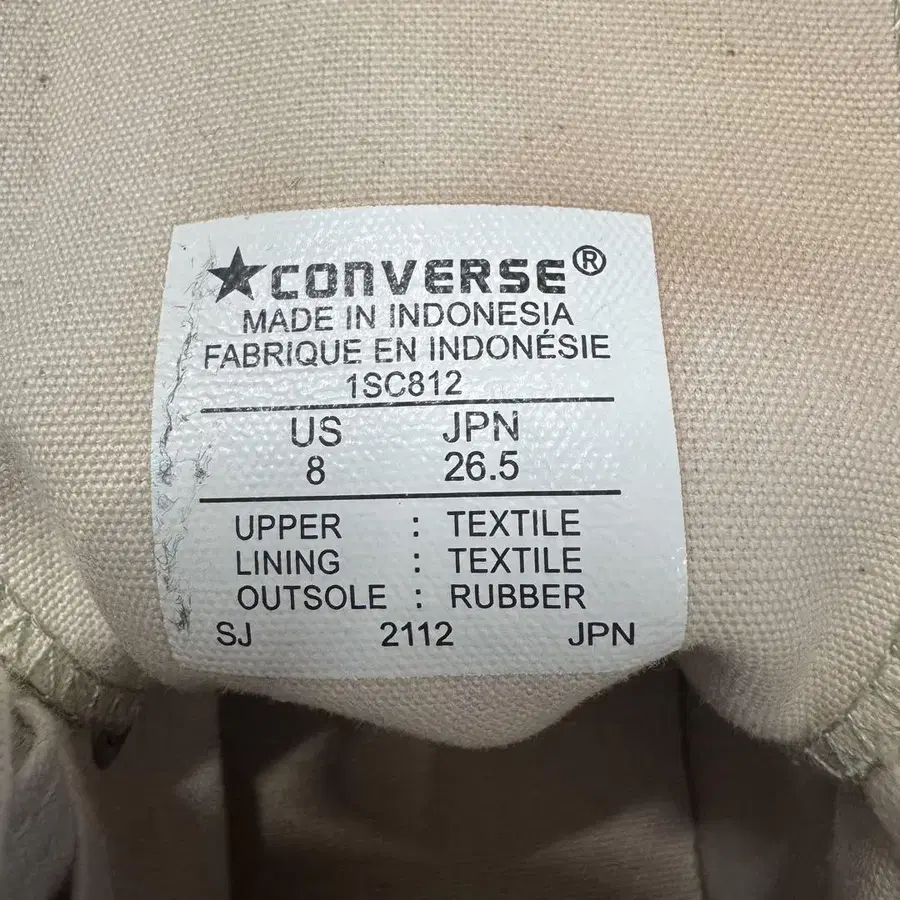 ★CONVERSE®
MADE IN INDONESIA
FABRIQUE EN INDONÉSIE
1SC812
US JPN
8 26.5
UPPER : TEXTILE
LINING : TEXTILE
OUTSOLE : RUBBER
SJ 2112 JPN